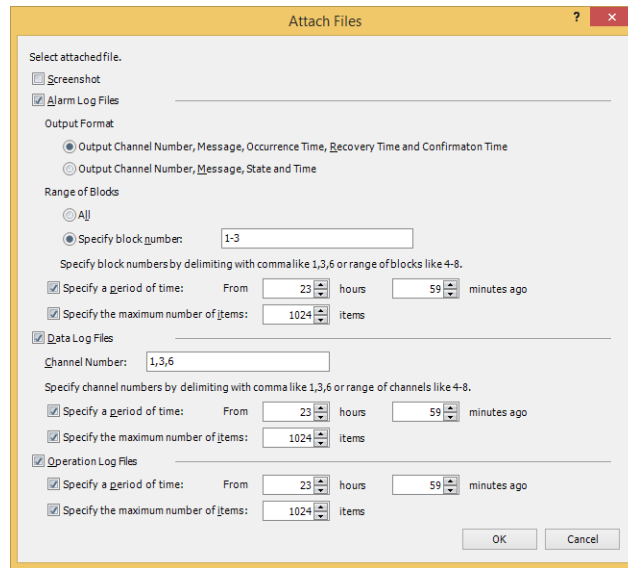 Attach Files
?
Select attached file.
Screenshot
Alarm Log Files
Output Format
Output Channel Number, Message, Occurrence Time, Recovery Time and Confirmaton Time
Output Channel Number, Message, State and Time
Range of Blocks
All
Specify block number: 1-3
Specify block numbers by delimiting with comma like 1,3,6 or range of blocks like 4-8.
Specify a period of time: From 23 hours 59 minutes ago
Specify the maximum number of items: 1024 items
Data Log Files
Channel Number: 1,3,6
Specify channel numbers by delimiting with comma like 1,3,6 or range of channels like 4-8.
Specify a period of time: From 23 hours 59 minutes ago
Specify the maximum number of items: 1024 items
Operation Log Files
Specify a period of time: From 23 hours 59 minutes ago
Specify the maximum number of items: 1024 items
OK Cancel